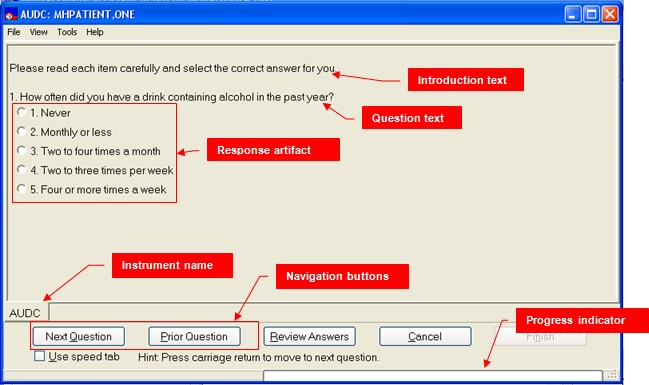 AUDC: MHPATIENT,ONE
File View Tools Help
Please read each item carefully and select the correct answer for you.
Introduction text
1. How often did you have a drink containing alcohol in the past year?
Question text
1. Never
2. Monthly or less
3. Two to four times a month
Response artifact
4. Two to three times per week
5. Four or more times a week
Instrument name
Navigation buttons
AUDC
Progress indicator
Next Question Prior Question Review Answers Cancel Finish
Use speed tab Hint: Press carriage return to move to next question.